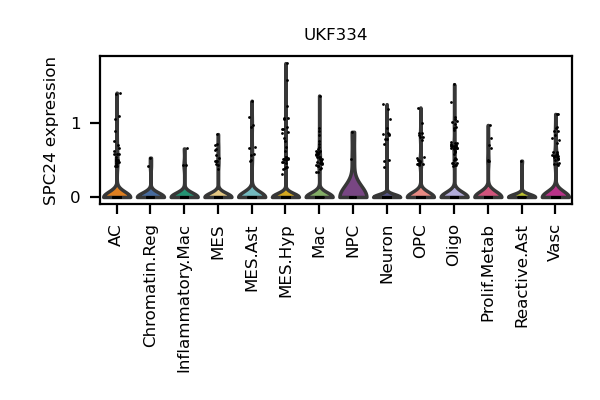 UKF334
SPC24 expression
1
0
AC
Chromatin.Reg
Inflammatory.Mac
MES
MES.Ast
MES.Hyp
Mac
NPC
Neuron
OPC
Oligo
Prolif.Metab
Reactive.Ast
Vasc